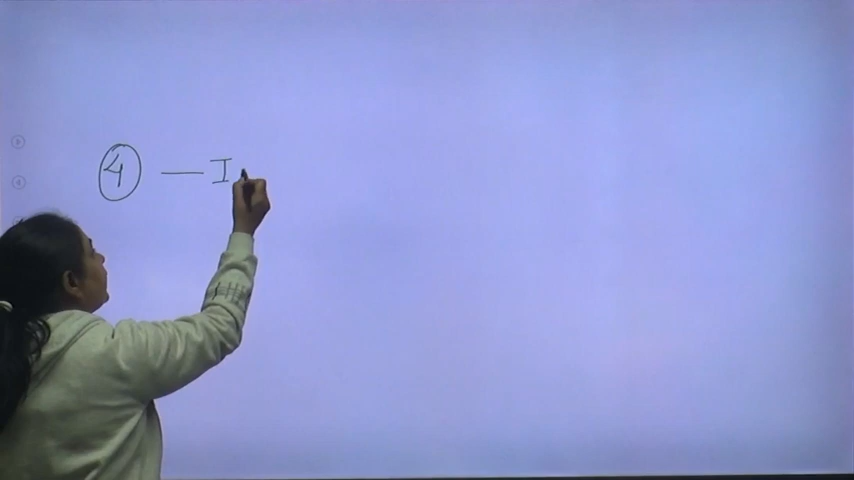 ④ — I